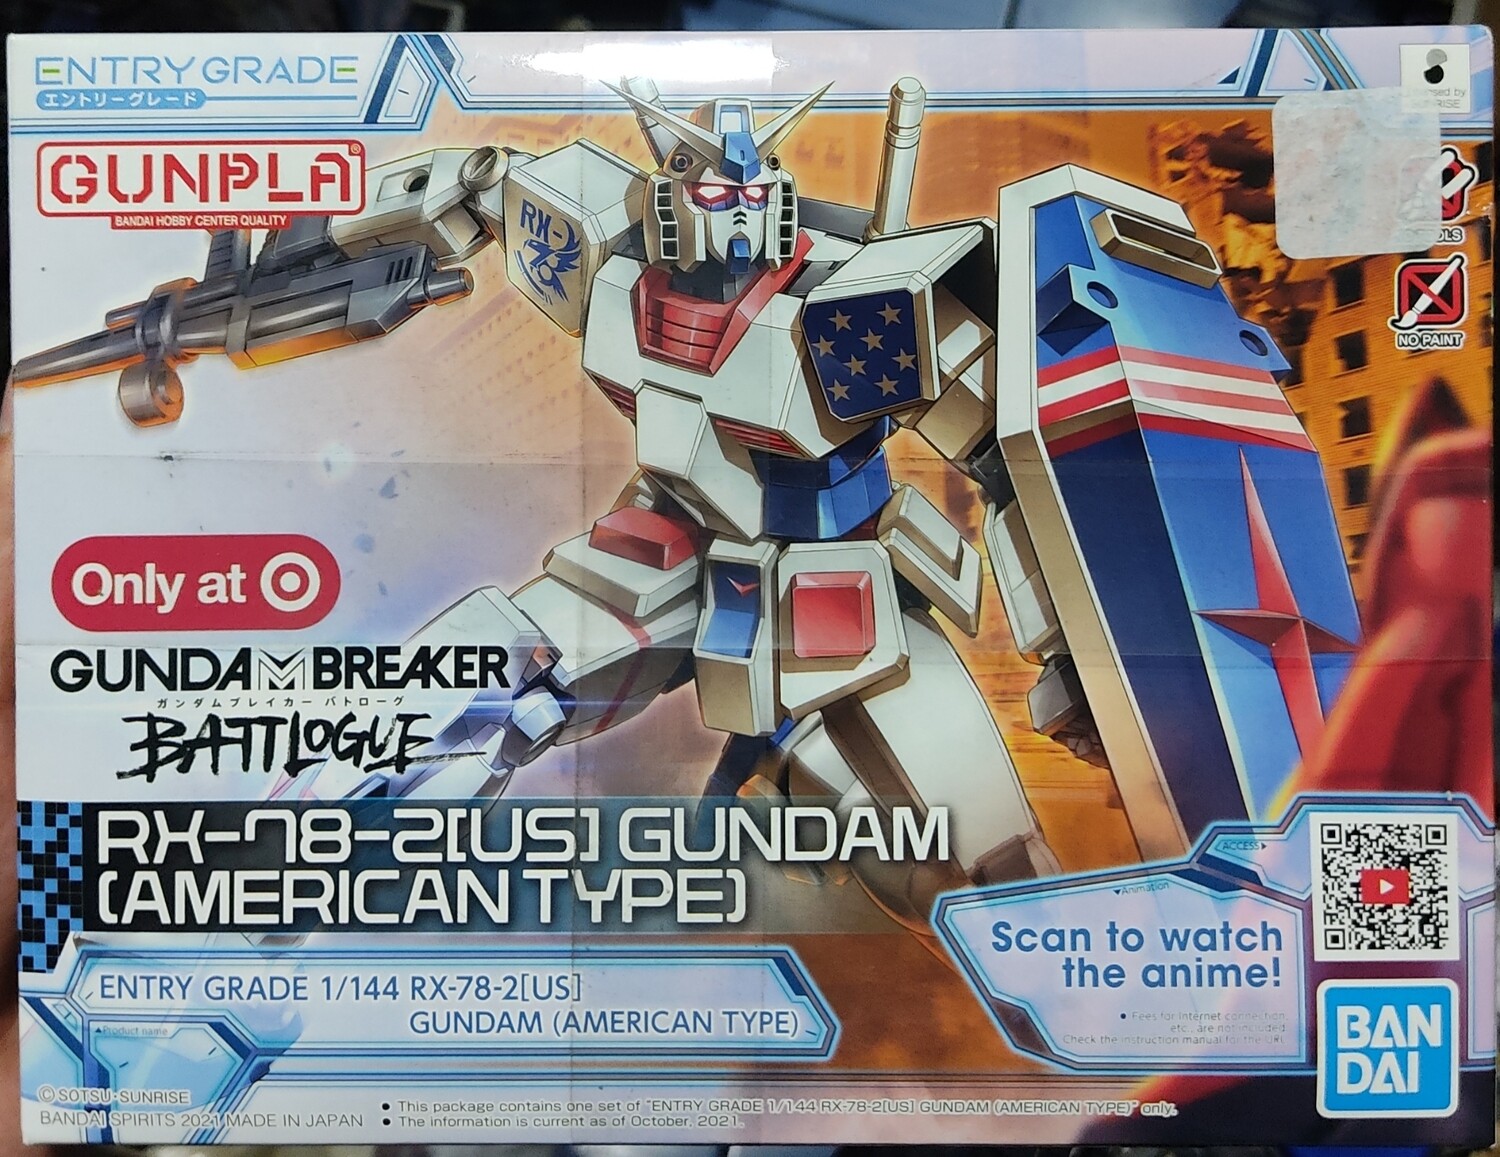 ENTRY GRADE
エントリーグレード
GUNPLA®
BANDAI HOBBY CENTER QUALITY
RX-
78
NO PAINT
Only at
GUNDAM BREAKER
ガンダムブレイカー バトローグ
BATTLOGUE
RX-78-2[US] GUNDAM
(AMERICAN TYPE)
ENTRY GRADE 1/144 RX-78-2[US]
GUNDAM (AMERICAN TYPE)
▲Product name
ACCESS▶
▼Animation
Scan to watch
the anime!
● Fees for Internet connection,
etc., are not included.
Check the instruction manual for the URL.
BAN
DAI
©SOTSU・SUNRISE
BANDAI SPIRITS 2021 MADE IN JAPAN
● This package contains one set of "ENTRY GRADE 1/144 RX-78-2[US] GUNDAM (AMERICAN TYPE)" only.
● The information is current as of October, 2021.